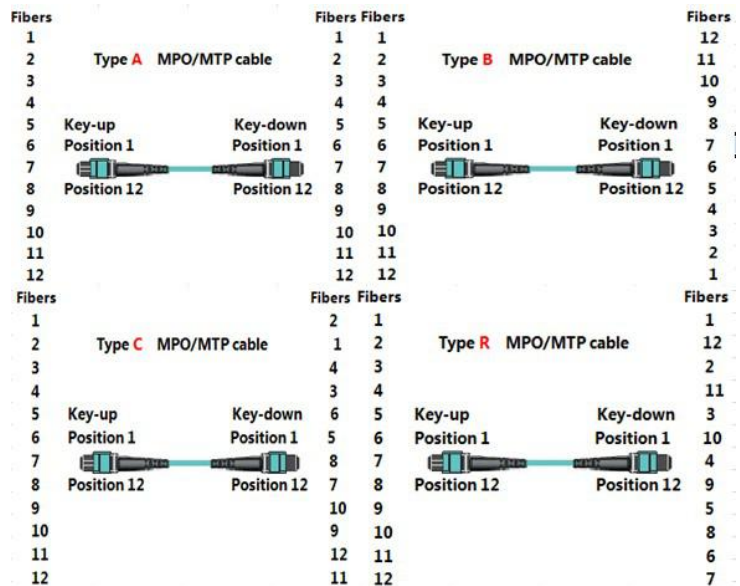 Fibers Fibers Fibers Fibers
1 1 1 12
2 Type A MPO/MTP cable 2 2 Type B MPO/MTP cable 11
3 3 3 10
4 4 4 9
5 Key-up Key-down 5 5 Key-up Key-down 8
6 Position 1 Position 1 6 6 Position 1 Position 1 7
7 7 7 6
8 Position 12 Position 12 8 8 Position 12 Position 12 5
9 9 9 4
10 10 10 3
11 11 11 2
12 12 12 1
Fibers Fibers Fibers Fibers
1 2 1 1
2 Type C MPO/MTP cable 1 2 Type R MPO/MTP cable 12
3 4 3 2
4 3 4 11
5 Key-up Key-down 6 5 Key-up Key-down 3
6 Position 1 Position 1 5 6 Position 1 Position 1 10
7 8 7 4
8 Position 12 Position 12 7 8 Position 12 Position 12 9
9 10 9 5
10 9 10 8
11 12 11 6
12 11 12 7